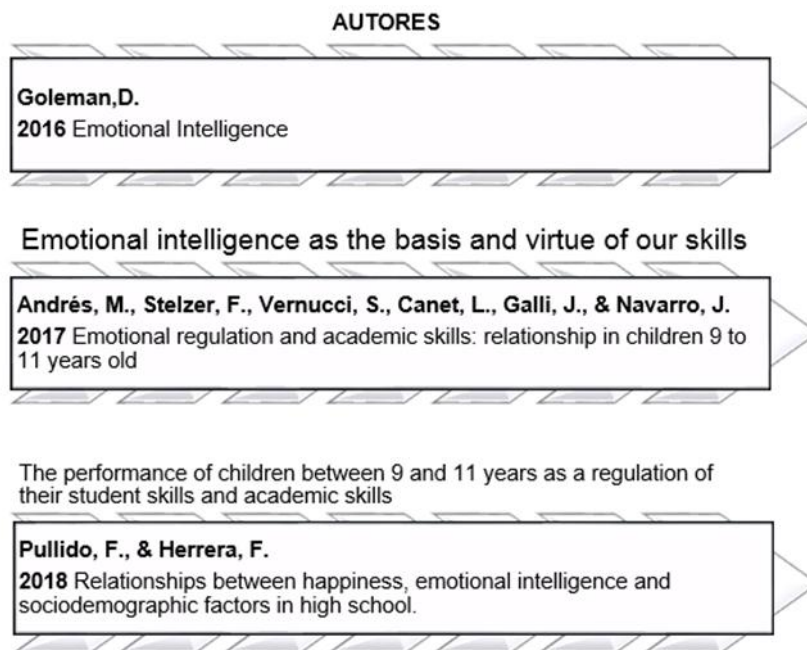 AUTORES
Goleman,D.
2016 Emotional Intelligence
Emotional intelligence as the basis and virtue of our skills
Andrés, M., Stelzer, F., Vernucci, S., Canet, L., Galli, J., & Navarro, J.
2017 Emotional regulation and academic skills: relationship in children 9 to
11 years old
The performance of children between 9 and 11 years as a regulation of
their student skills and academic skills
Pullido, F., & Herrera, F.
2018 Relationships between happiness, emotional intelligence and
sociodemographic factors in high school.